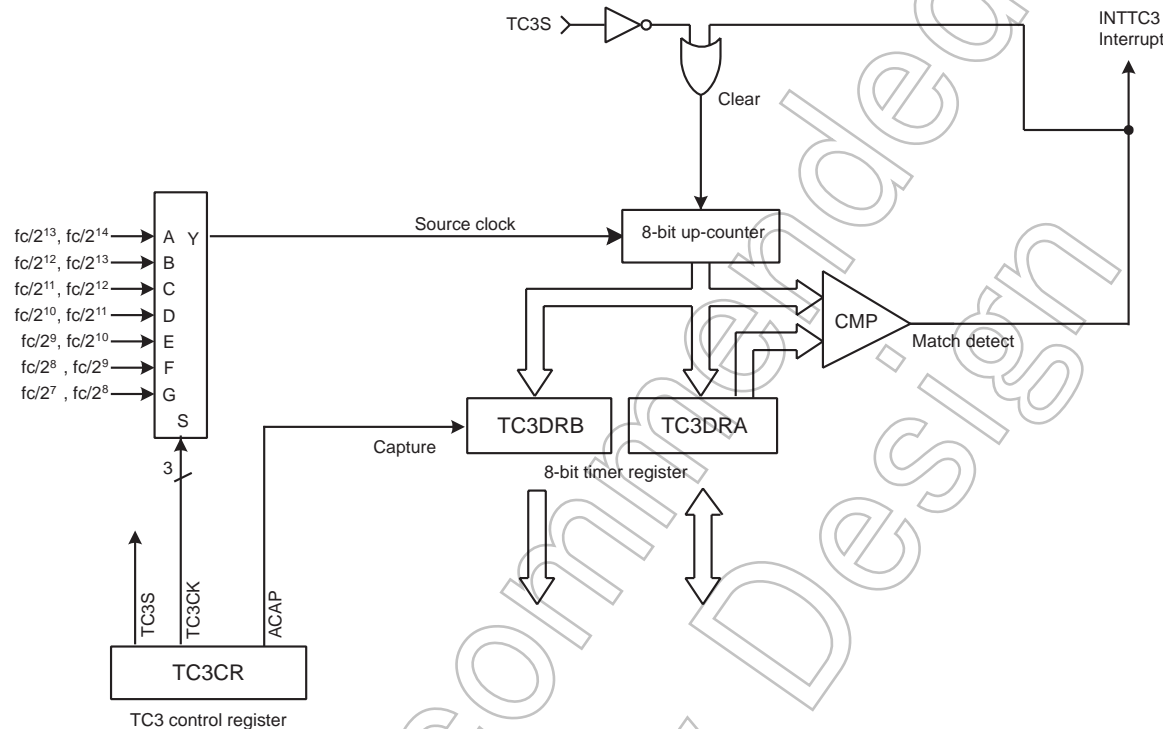 TC3S
INTTC3
Interrupt
Clear
Source clock
8-bit up-counter
fc/2¹³, fc/2¹⁴
A Y
fc/2¹², fc/2¹³
B
fc/2¹¹, fc/2¹²
C
fc/2¹⁰, fc/2¹¹
D
fc/2⁹, fc/2¹⁰
E
fc/2⁸ , fc/2⁹
F
fc/2⁷ , fc/2⁸
G
S
CMP
Match detect
TC3DRB
TC3DRA
Capture
8-bit timer register
3
TC3S
TC3CK
ACAP
TC3CR
TC3 control register
ommended
Design